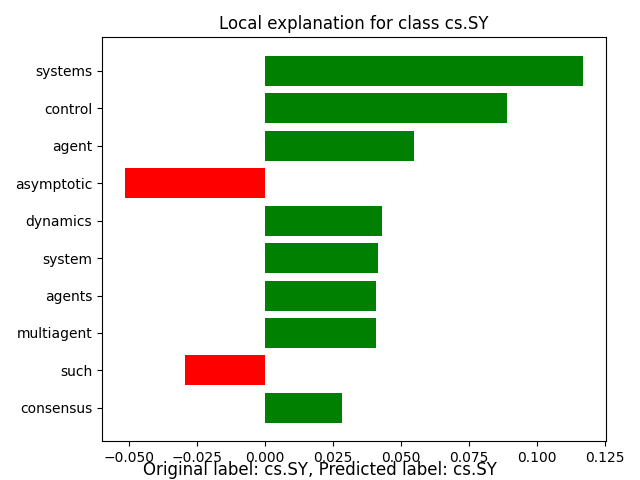 Local explanation for class cs.SY
systems
control
agent
asymptotic
dynamics
system
agents
multiagent
such
consensus
−0.050 −0.025 0.000 0.025 0.050 0.075 0.100 0.125
Original label: cs.SY, Predicted label: cs.SY